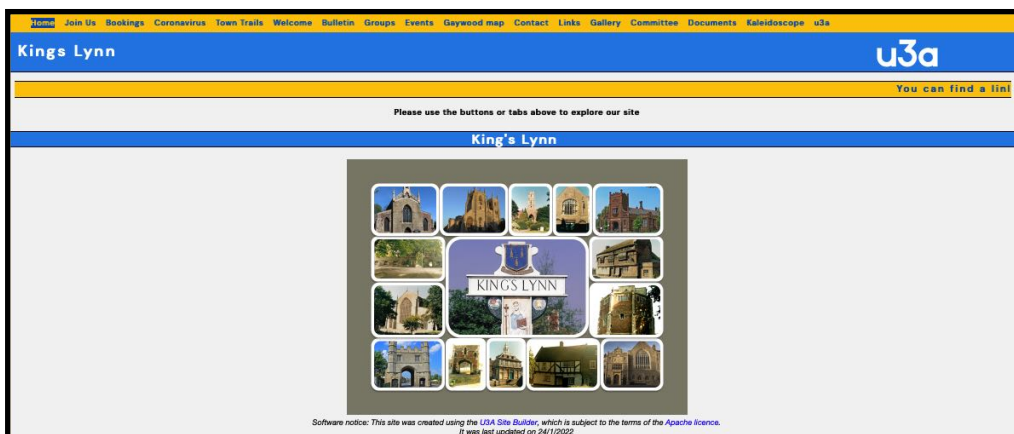 Home Join Us Bookings Coronavirus Town Trails Welcome Bulletin Groups Events Gaywood map Contact Links Gallery Committee Documents Kaleidoscope u3a
Kings Lynn
u3a
You can find a linl
Please use the buttons or tabs above to explore our site
King's Lynn
KING'S LYNN
Software notice: This site was created using the U3A Site Builder, which is subject to the terms of the Apache licence.
It was last updated on 24/1/2022